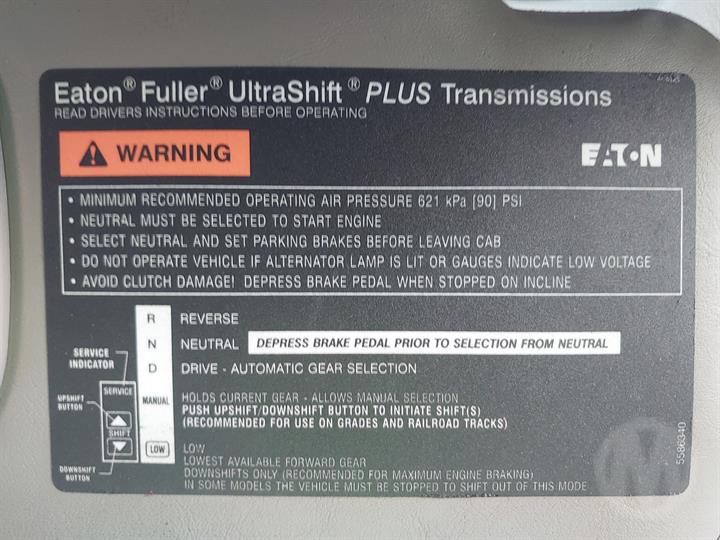 Eaton® Fuller® UltraShift® PLUS Transmissions
READ DRIVERS INSTRUCTIONS BEFORE OPERATING
WARNING
EATON
• MINIMUM RECOMMENDED OPERATING AIR PRESSURE 621 kPa [90] PSI
• NEUTRAL MUST BE SELECTED TO START ENGINE
• SELECT NEUTRAL AND SET PARKING BRAKES BEFORE LEAVING CAB
• DO NOT OPERATE VEHICLE IF ALTERNATOR LAMP IS LIT OR GAUGES INDICATE LOW VOLTAGE
• AVOID CLUTCH DAMAGE! DEPRESS BRAKE PEDAL WHEN STOPPED ON INCLINE
R REVERSE
N NEUTRAL DEPRESS BRAKE PEDAL PRIOR TO SELECTION FROM NEUTRAL
D DRIVE - AUTOMATIC GEAR SELECTION
MANUAL HOLDS CURRENT GEAR - ALLOWS MANUAL SELECTION
PUSH UPSHIFT/DOWNSHIFT BUTTON TO INITIATE SHIFT(S)
(RECOMMENDED FOR USE ON GRADES AND RAILROAD TRACKS)
LOW LOW
LOWEST AVAILABLE FORWARD GEAR
DOWNSHIFTS ONLY (RECOMMENDED FOR MAXIMUM ENGINE BRAKING)
IN SOME MODELS THE VEHICLE MUST BE STOPPED TO SHIFT OUT OF THIS MODE
SERVICE
INDICATOR
SERVICE
UPSHIFT
BUTTON
SHIFT
DOWNSHIFT
BUTTON
5586340